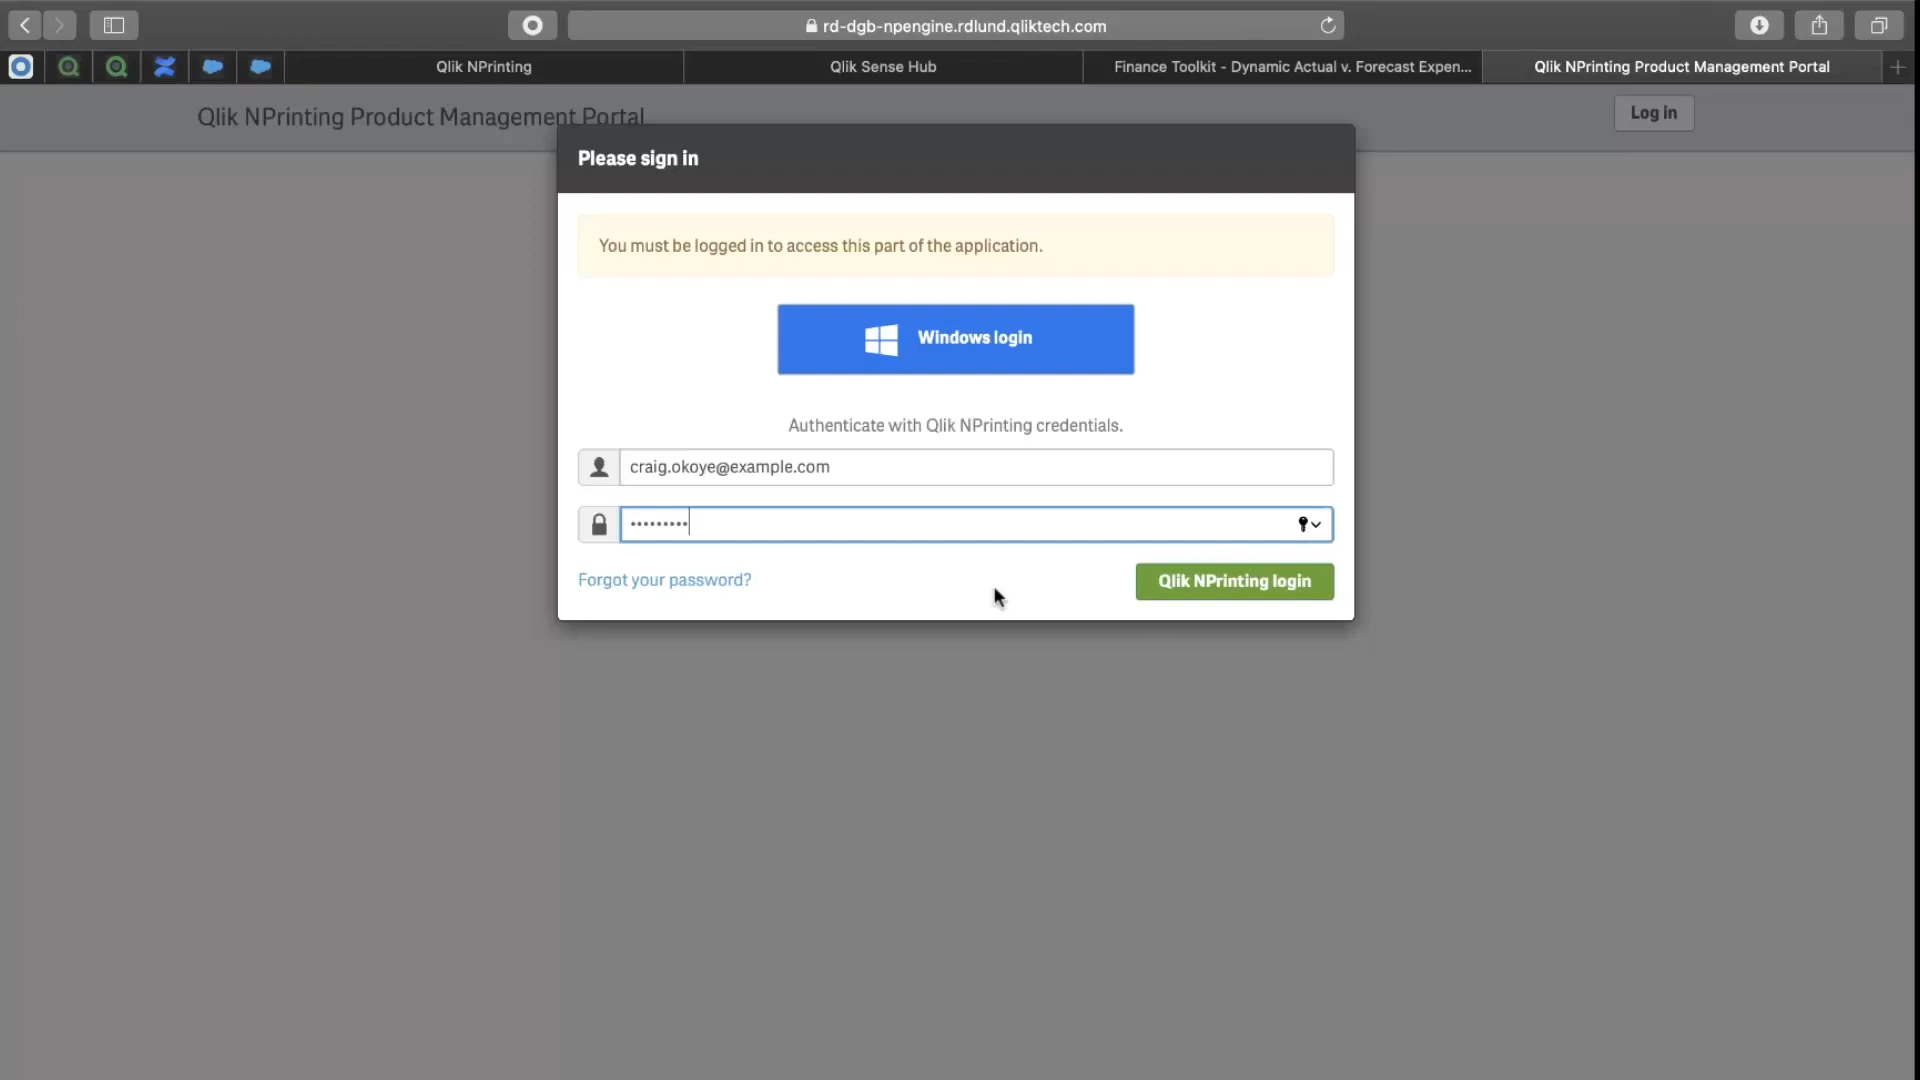 rd-dgb-npengine.rdlund.qliktech.com
Qlik NPrinting
Qlik Sense Hub
Finance Toolkit - Dynamic Actual v. Forecast Expen...
Qlik NPrinting Product Management Portal
Qlik NPrinting Product Management Portal
Log in
Please sign in
You must be logged in to access this part of the application.
Windows login
Authenticate with Qlik NPrinting credentials.
craig.okoye@example.com
•••••••••
Forgot your password?
Qlik NPrinting login